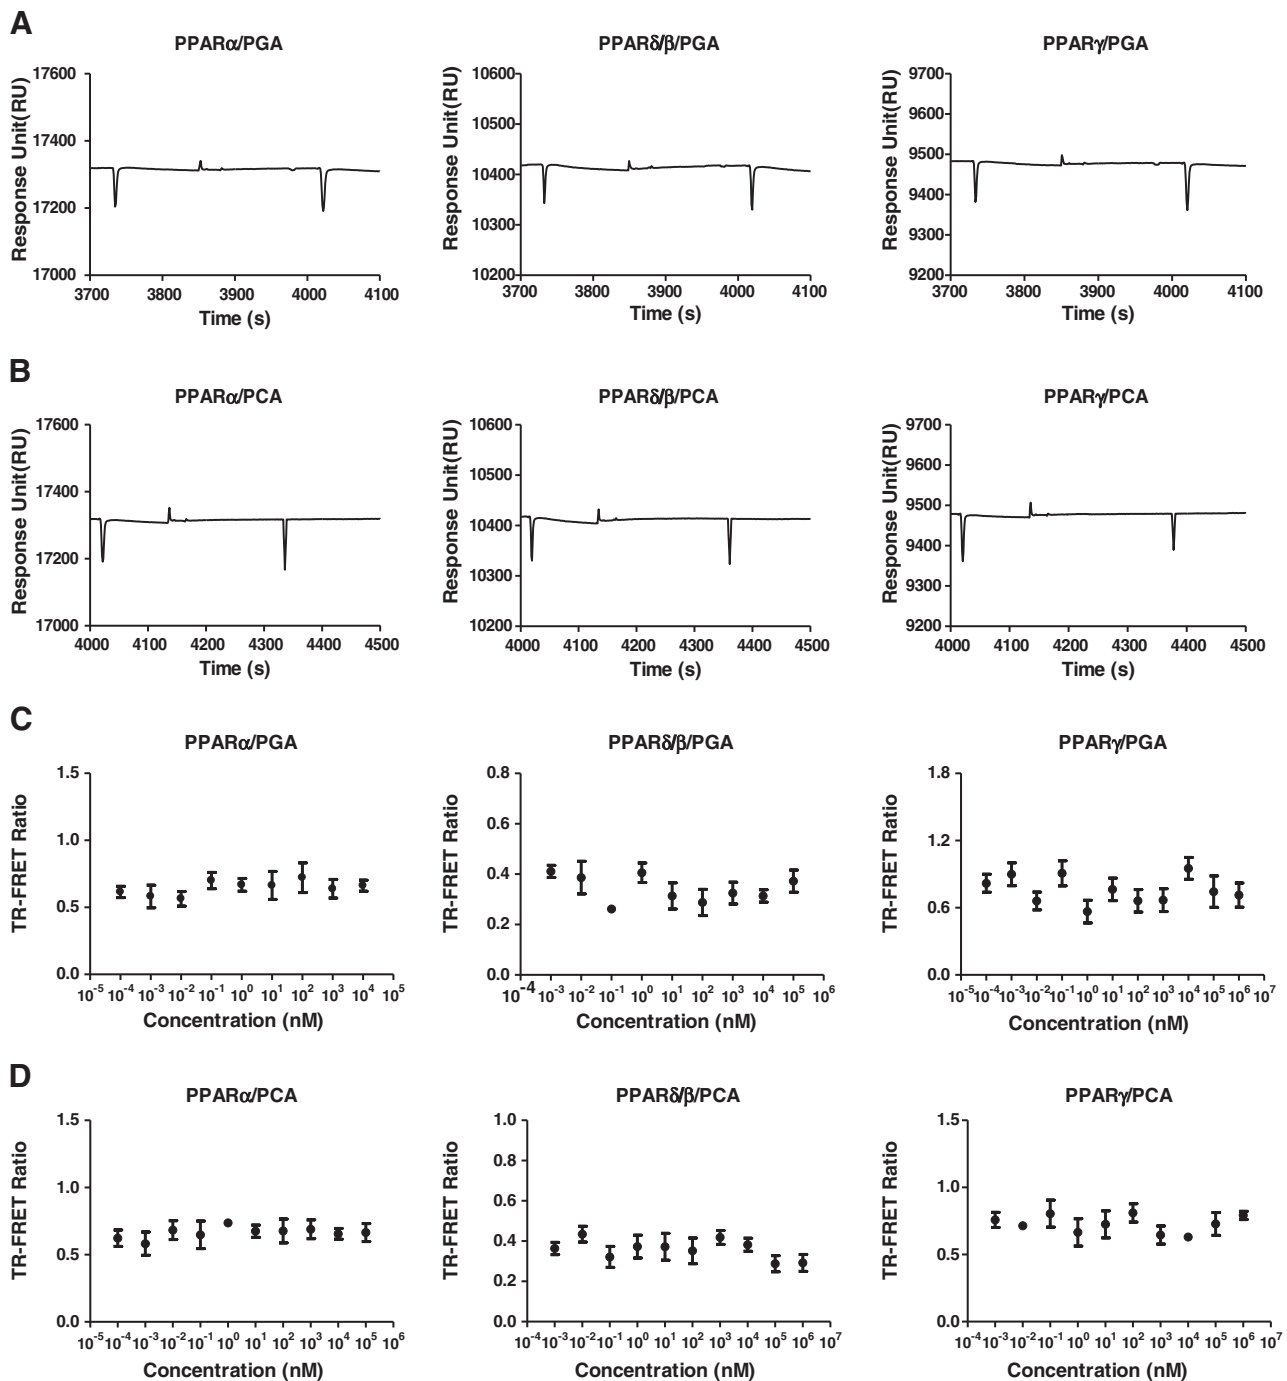 A
PPARα/PGA
PPARδ/β/PGA
PPARγ/PGA
Response Unit(RU)
17600
17400
17200
17000
3700 3800 3900 4000 4100
Time (s)
Response Unit(RU)
10600
10500
10400
10300
10200
3700 3800 3900 4000 4100
Time (s)
Response Unit(RU)
9700
9600
9500
9400
9300
9200
3700 3800 3900 4000 4100
Time (s)
B
PPARα/PCA
PPARδ/β/PCA
PPARγ/PCA
Response Unit(RU)
17600
17400
17200
17000
4000 4100 4200 4300 4400 4500
Time (s)
Response Unit(RU)
10600
10500
10400
10300
10200
4000 4100 4200 4300 4400 4500
Time (s)
Response Unit(RU)
9700
9600
9500
9400
9300
9200
4000 4100 4200 4300 4400 4500
Time (s)
C
PPARα/PGA
PPARδ/β/PGA
PPARγ/PGA
TR-FRET Ratio
1.5
1.0
0.5
0.0
10⁻⁵ 10⁻⁴ 10⁻³ 10⁻² 10⁻¹ 10⁰ 10¹ 10² 10³ 10⁴ 10⁵
Concentration (nM)
TR-FRET Ratio
0.8
0.6
0.4
0.2
0.0
10⁻⁴ 10⁻³ 10⁻² 10⁻¹ 10⁰ 10¹ 10² 10³ 10⁴ 10⁵ 10⁶
Concentration (nM)
TR-FRET Ratio
1.8
1.2
0.6
0.0
10⁻⁵ 10⁻⁴ 10⁻³ 10⁻² 10⁻¹ 10⁰ 10¹ 10² 10³ 10⁴ 10⁵ 10⁶ 10⁷
Concentration (nM)
D
PPARα/PCA
PPARδ/β/PCA
PPARγ/PCA
TR-FRET Ratio
1.5
1.0
0.5
0.0
10⁻⁵ 10⁻⁴ 10⁻³ 10⁻² 10⁻¹ 10⁰ 10¹ 10² 10³ 10⁴ 10⁵ 10⁶
Concentration (nM)
TR-FRET Ratio
1.0
0.8
0.6
0.4
0.2
0.0
10⁻⁴ 10⁻³ 10⁻² 10⁻¹ 10⁰ 10¹ 10² 10³ 10⁴ 10⁵ 10⁶ 10⁷
Concentration (nM)
TR-FRET Ratio
1.5
1.0
0.5
0.0
10⁻⁴ 10⁻³ 10⁻² 10⁻¹ 10⁰ 10¹ 10² 10³ 10⁴ 10⁵ 10⁶ 10⁷
Concentration (nM)